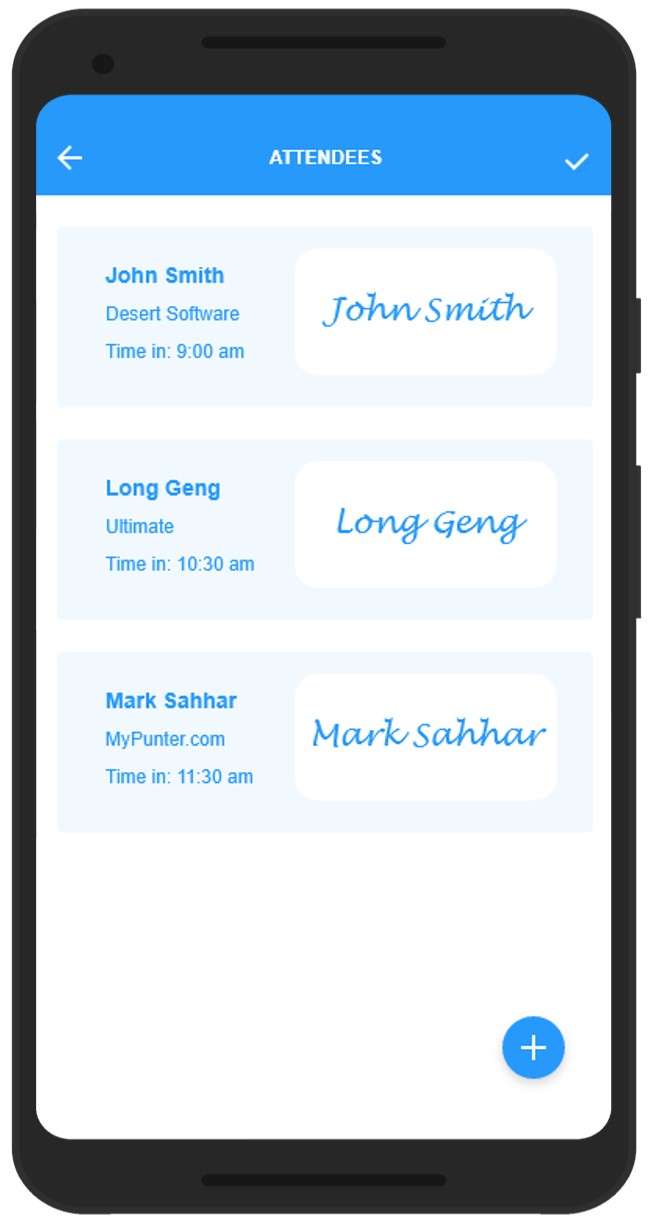 ATTENDEES
John Smith
Desert Software
Time in: 9:00 am
John Smith
Long Geng
Ultimate
Time in: 10:30 am
Long Geng
Mark Sahhar
MyPunter.com
Time in: 11:30 am
Mark Sahhar